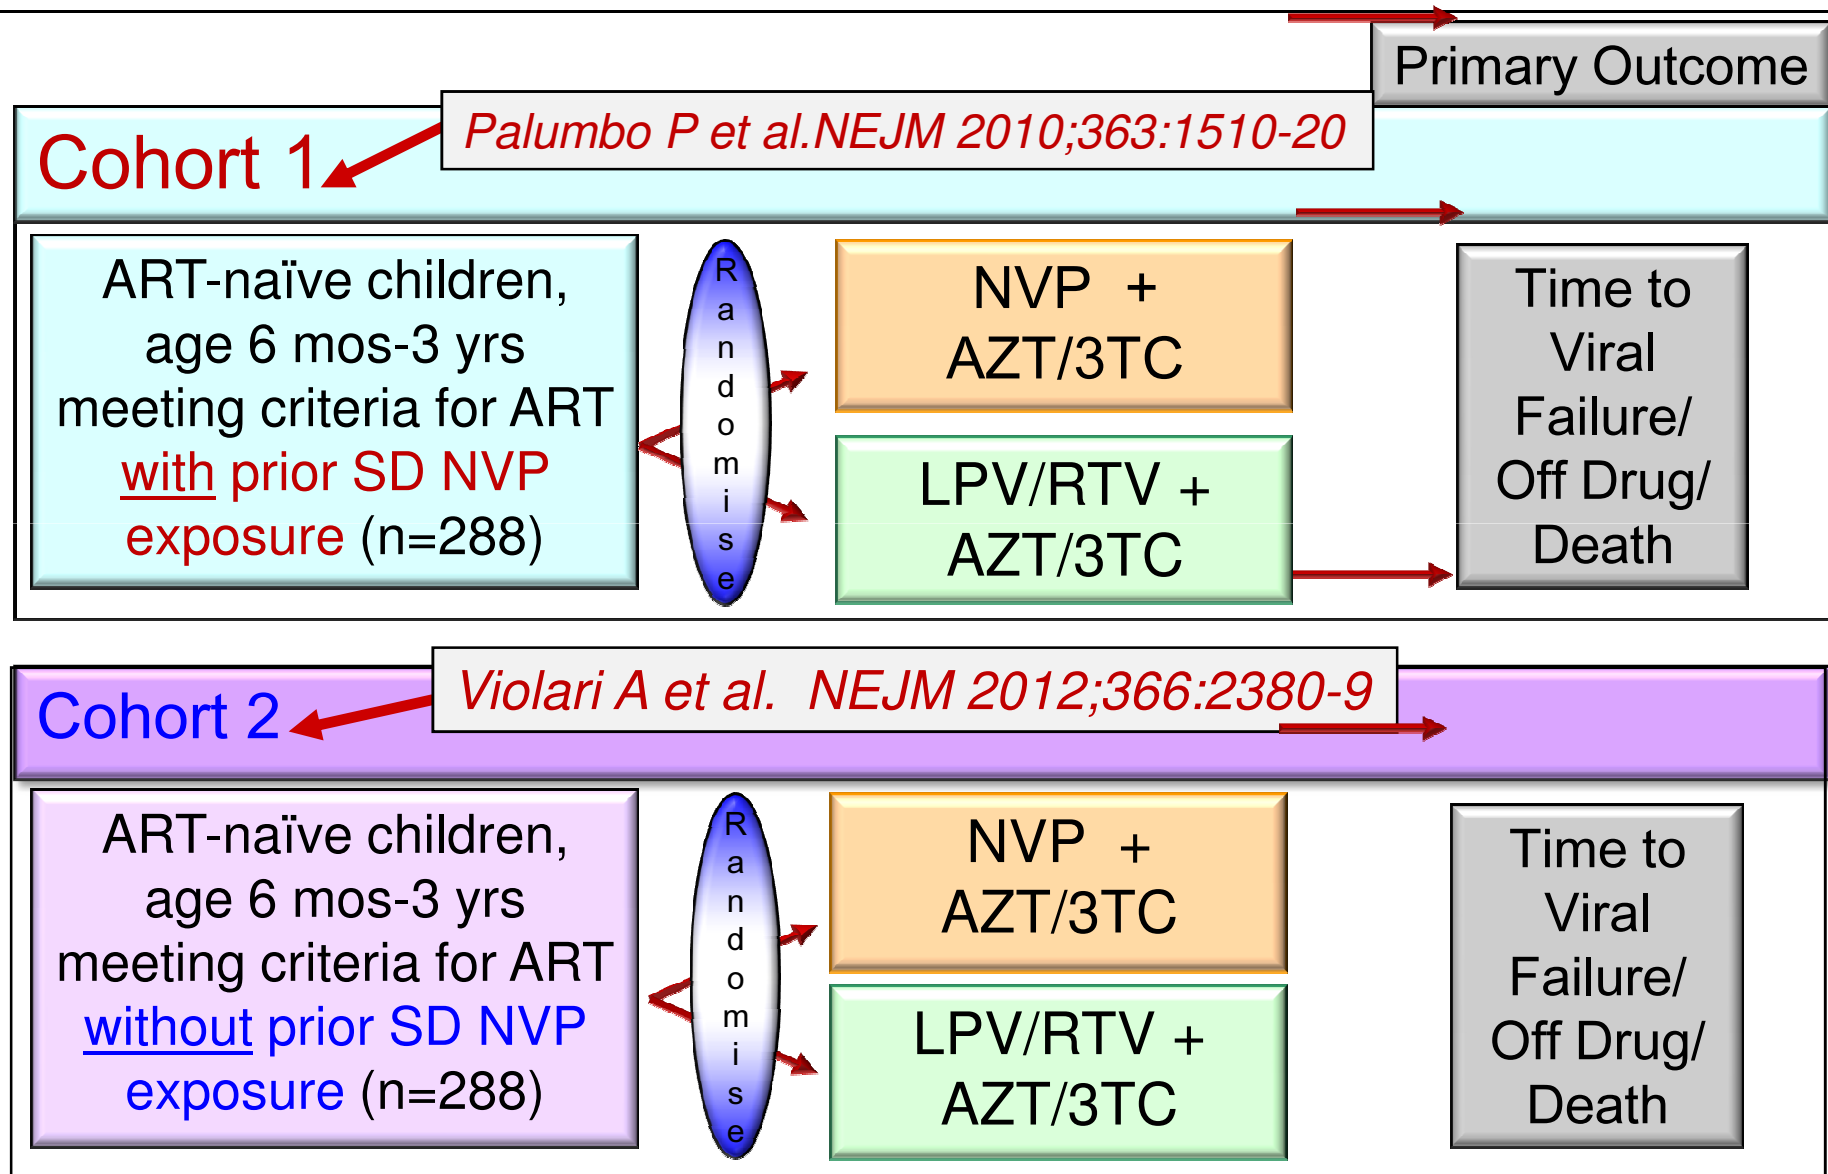 Primary Outcome
Cohort 1
Palumbo P et al.NEJM 2010;363:1510-20
ART-naïve children,
age 6 mos-3 yrs
meeting criteria for ART
with prior SD NVP
exposure (n=288)
Randomise
NVP +
AZT/3TC
LPV/RTV +
AZT/3TC
Time to
Viral
Failure/
Off Drug/
Death
Cohort 2
Violari A et al. NEJM 2012;366:2380-9
ART-naïve children,
age 6 mos-3 yrs
meeting criteria for ART
without prior SD NVP
exposure (n=288)
Randomise
NVP +
AZT/3TC
LPV/RTV +
AZT/3TC
Time to
Viral
Failure/
Off Drug/
Death